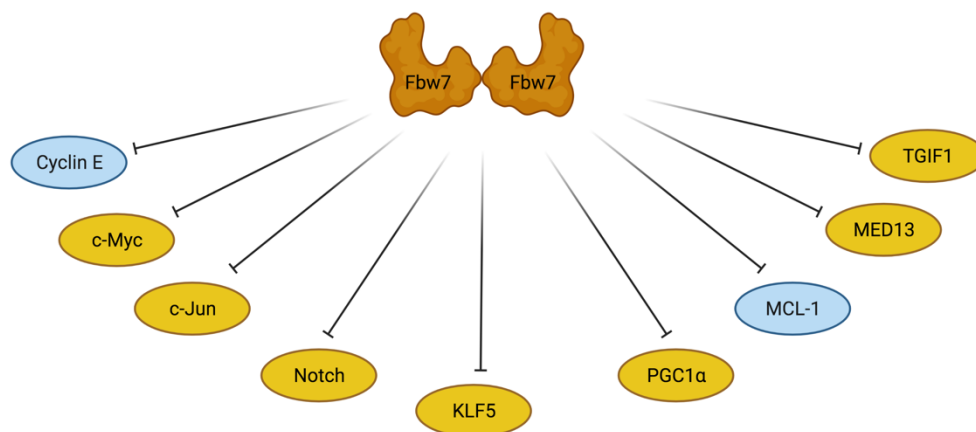 Fbw7
Fbw7
Cyclin E
c-Myc
c-Jun
Notch
KLF5
PGC1α
MCL-1
MED13
TGIF1